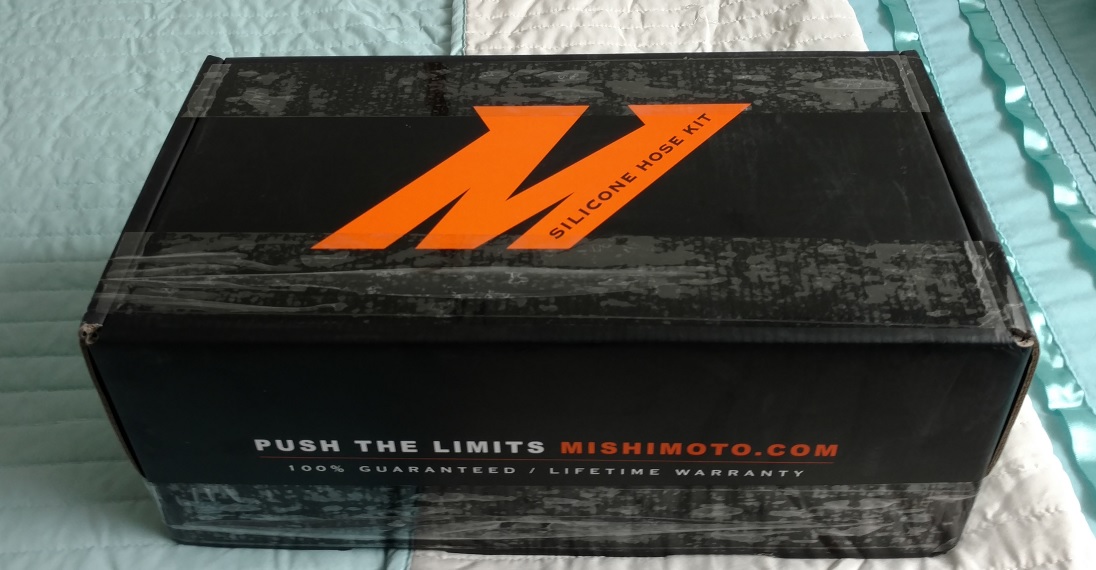 SILICONE HOSE KIT
PUSH THE LIMITS MISHIMOTO.COM
100% GUARANTEED / LIFETIME WARRANTY